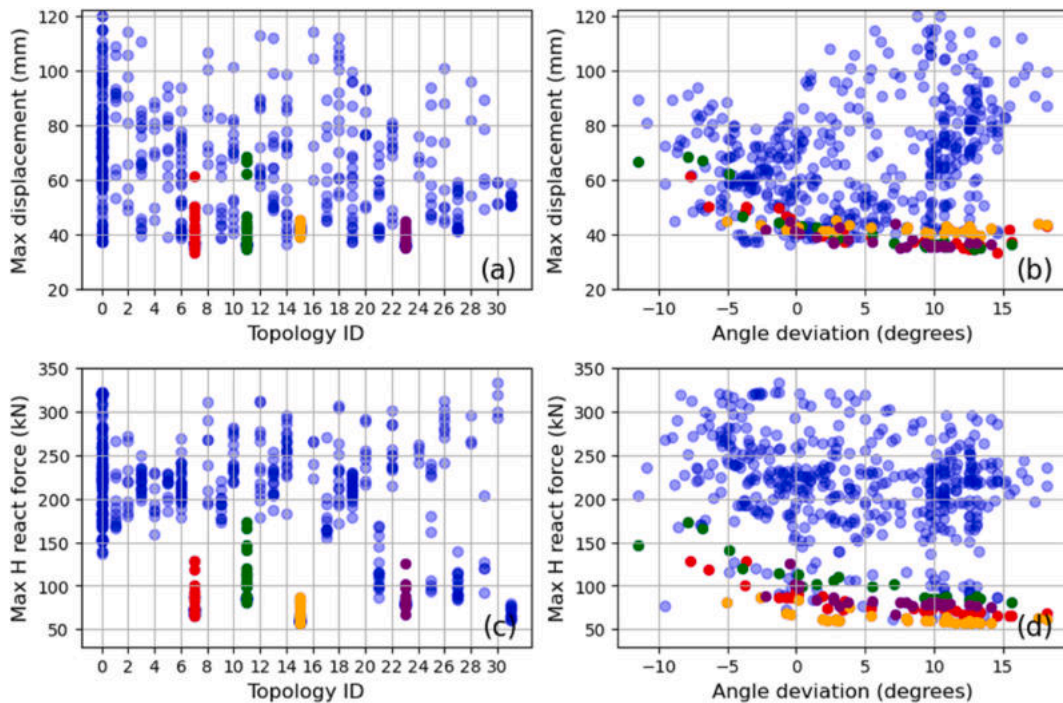 120
100
80
60
40
20
Max displacement (mm)
(a)
0 2 4 6 8 10 12 14 16 18 20 22 24 26 30
Topology ID
120
100
80
60
40
20
Max displacement (mm)
(b)
−10 −5 0 5 10 15
Angle deviation (degrees)
350
300
250
200
150
100
50
Max H react force (kN)
(c)
0 2 4 6 8 10 12 14 16 18 20 22 24 26 30
Topology ID
350
300
250
200
150
100
50
Max H react force (kN)
(d)
−10 −5 0 5 10 15
Angle deviation (degrees)